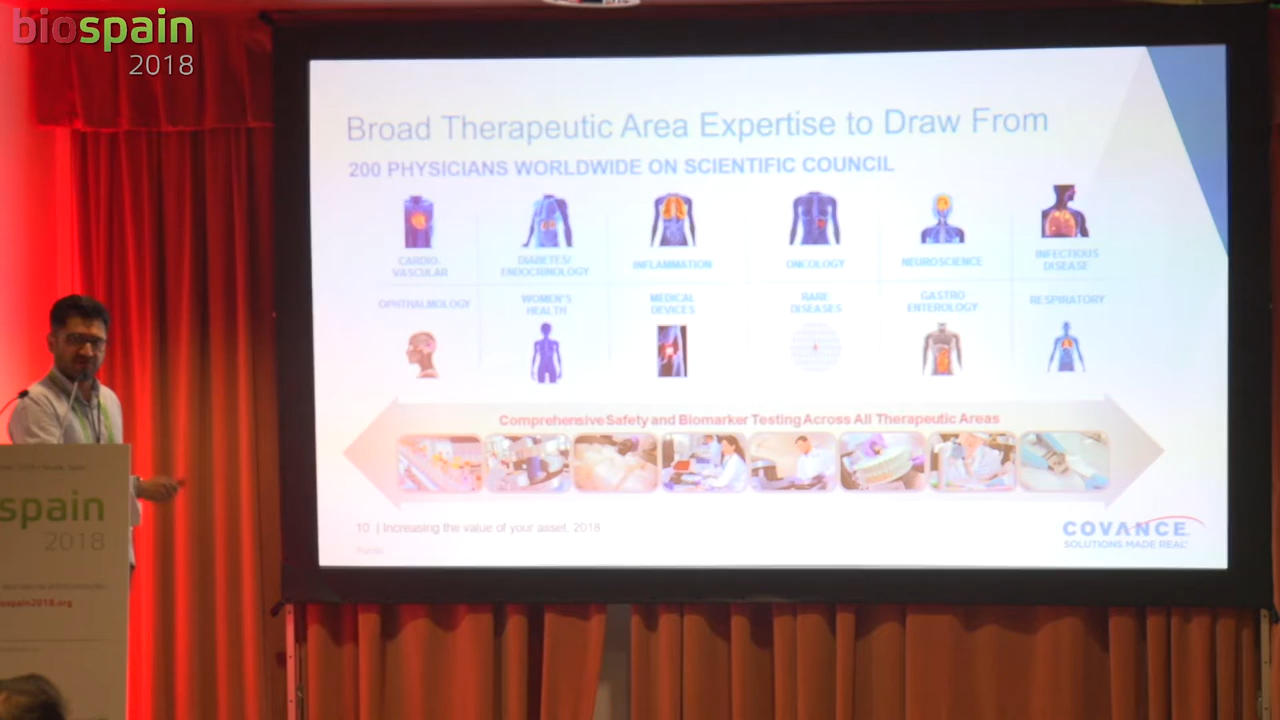 biospain
2018
Broad Therapeutic Area Expertise to Draw From
200 PHYSICIANS WORLDWIDE ON SCIENTIFIC COUNCIL
CARDIO-
VASCULAR
DIABETES/
ENDOCRINOLOGY
INFLAMMATION
ONCOLOGY
NEUROSCIENCE
INFECTIOUS
DISEASE
OPHTHALMOLOGY
WOMEN'S
HEALTH
MEDICAL
DEVICES
RARE
DISEASES
GASTRO
ENTEROLOGY
RESPIRATORY
Comprehensive Safety and Biomarker Testing Across All Therapeutic Areas
10 | Increasing the value of your asset, 2018
COVANCE
SOLUTIONS MADE REAL
spain
2018
ospain2018.org